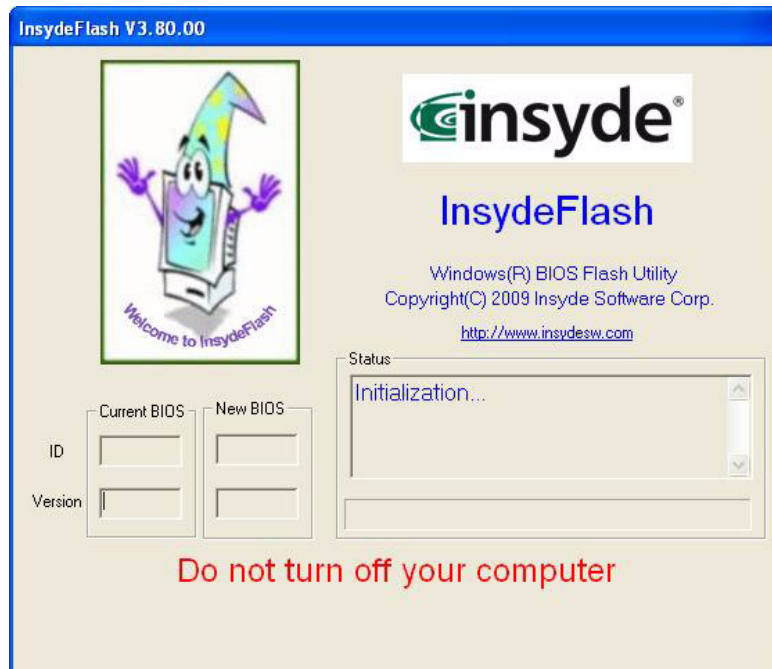 InsydeFlash V3.80.00
insyde®
Welcome to InsydeFlash
InsydeFlash
Windows(R) BIOS Flash Utility
Copyright(C) 2009 Insyde Software Corp.
http://www.insydesw.com
Status
Initialization...
Current BIOS
New BIOS
ID
Version
Do not turn off your computer